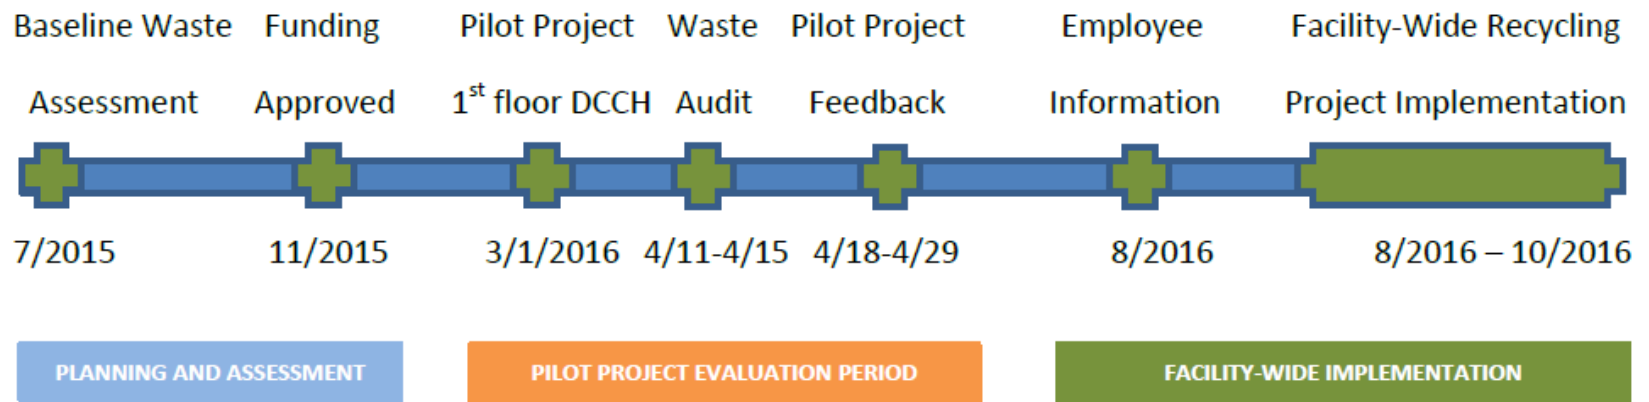 Baseline Waste Funding Pilot Project Waste Pilot Project Employee Facility-Wide Recycling
Assessment Approved 1st floor DCCH Audit Feedback Information Project Implementation
7/2015 11/2015 3/1/2016 4/11-4/15 4/18-4/29 8/2016 8/2016 – 10/2016
PLANNING AND ASSESSMENT PILOT PROJECT EVALUATION PERIOD FACILITY-WIDE IMPLEMENTATION